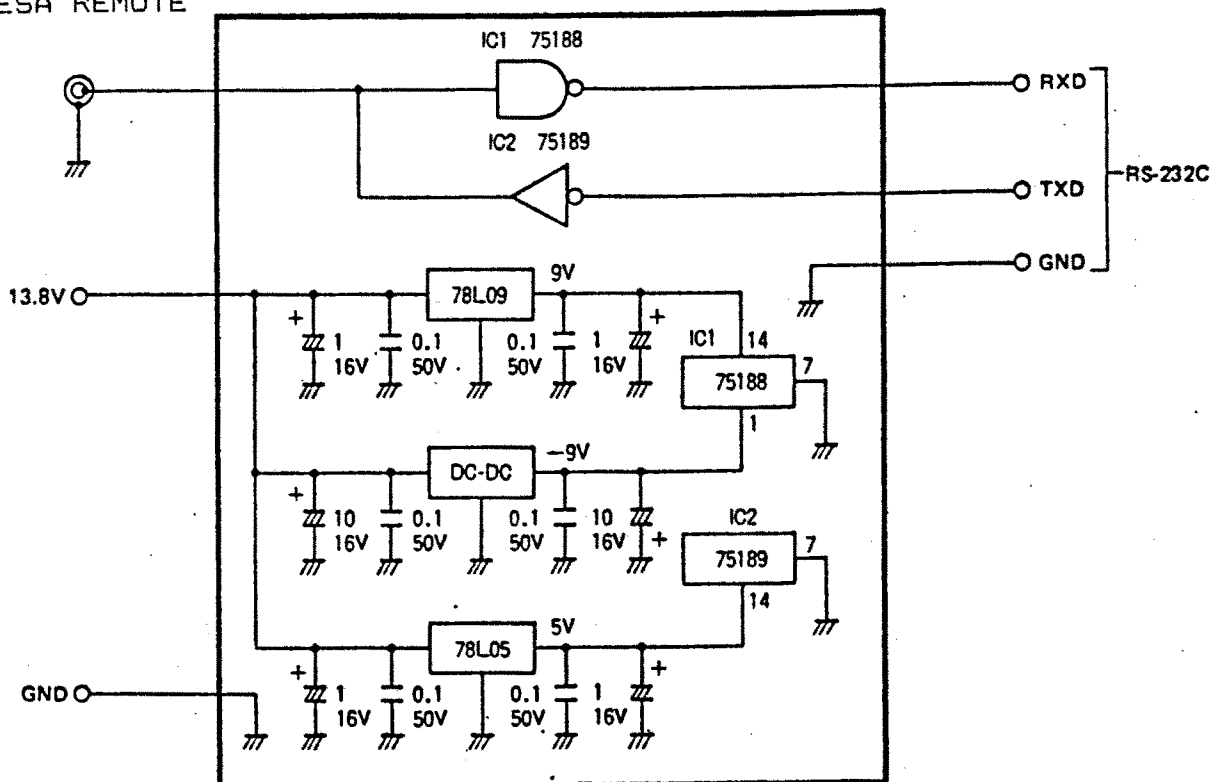 REMOTE
IC1 75188
RXD
IC2 75189
TXD
RS-232C
GND
13.8V
78L09
9V
+
1
16V
0.1
50V
0.1
50V
1
16V
+
IC1
14
75188
7
1
DC-DC
−9V
+
10
16V
0.1
50V
0.1
50V
10
16V
+
IC2
75189
7
14
78L05
5V
GND
+
1
16V
0.1
50V
0.1
50V
1
16V
+